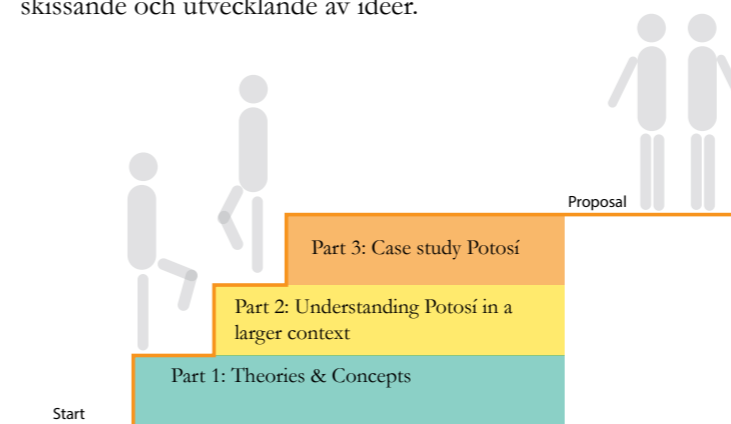 skissande och utvecklande av idéer.
Proposal
Part 3: Case study Potosí
Part 2: Understanding Potosí in a
larger context
Part 1: Theories & Concepts
Start